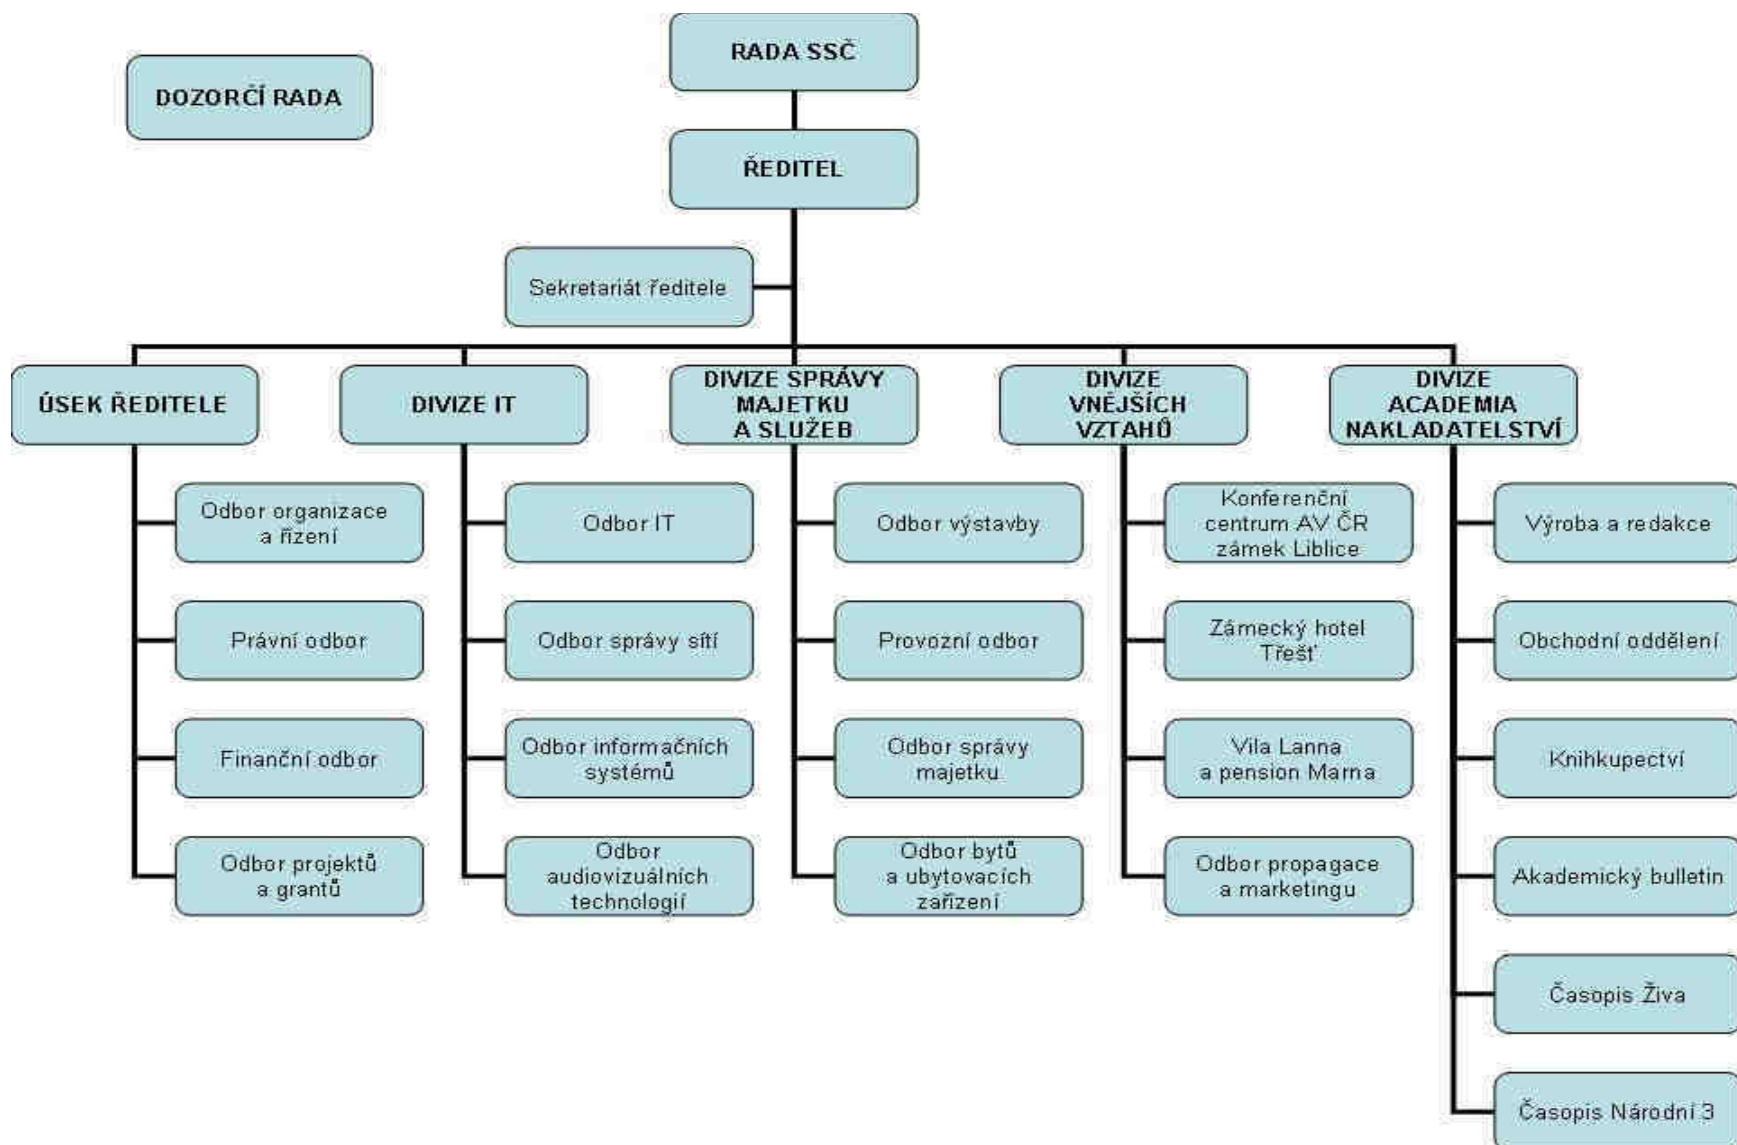 RADA SSČ
DOZORČÍ RADA
ŘEDITEL
Sekretariát ředitele
ÚSEK ŘEDITELE
Odbor organizace
a řízení
Právní odbor
Finanční odbor
Odbor projektů
a grantů
DIVIZE IT
Odbor IT
Odbor správy sítí
Odbor informačních
systémů
Odbor
audiovizuálních
technologií
DIVIZE SPRÁVY
MAJETKU
A SLUŽEB
Odbor výstavby
Provozní odbor
Odbor správy
majetku
Odbor bytů
a ubytovacích
zařízení
DIVIZE
VNĚJŠÍCH
VZTAHŮ
Konferenční
centrum AV ČR
zámek Liblice
Zámecký hotel
Třešť
Vila Lanna
a pension Marna
Odbor propagace
a marketingu
DIVIZE
ACADEMIA
NAKLADATELSTVÍ
Výroba a redakce
Obchodní oddělení
Knihkupectví
Akademický bulletin
Časopis Živa
Časopis Národní 3